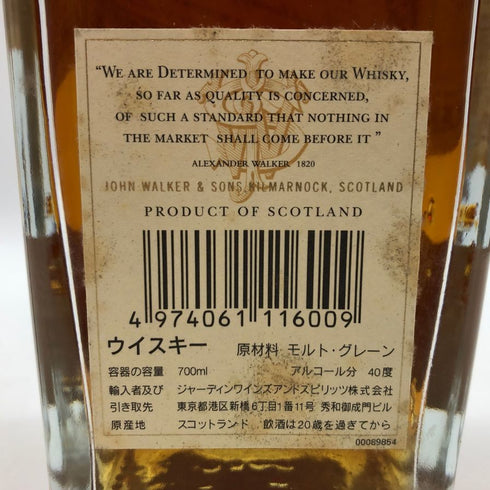 “WE ARE DETERMINED TO MAKE OUR WHISKY,
SO FAR AS QUALITY IS CONCERNED,
OF SUCH A STANDARD THAT NOTHING IN
THE MARKET SHALL COME BEFORE IT”
ALEXANDER WALKER 1820
JOHN WALKER & SONS KILMARNOCK, SCOTLAND
PRODUCT OF SCOTLAND
4 974061 116009
ウイスキー 原材料 モルト・グレーン
容器の容量 700ml アルコール分 40度
輸入者及び ジャーディンワインズアンドスピリッツ株式会社
引き取先 東京都港区新橋6丁目1番11号 秀和御成門ビル
原産地 スコットランド 飲酒は20歳を過ぎてから
00089854